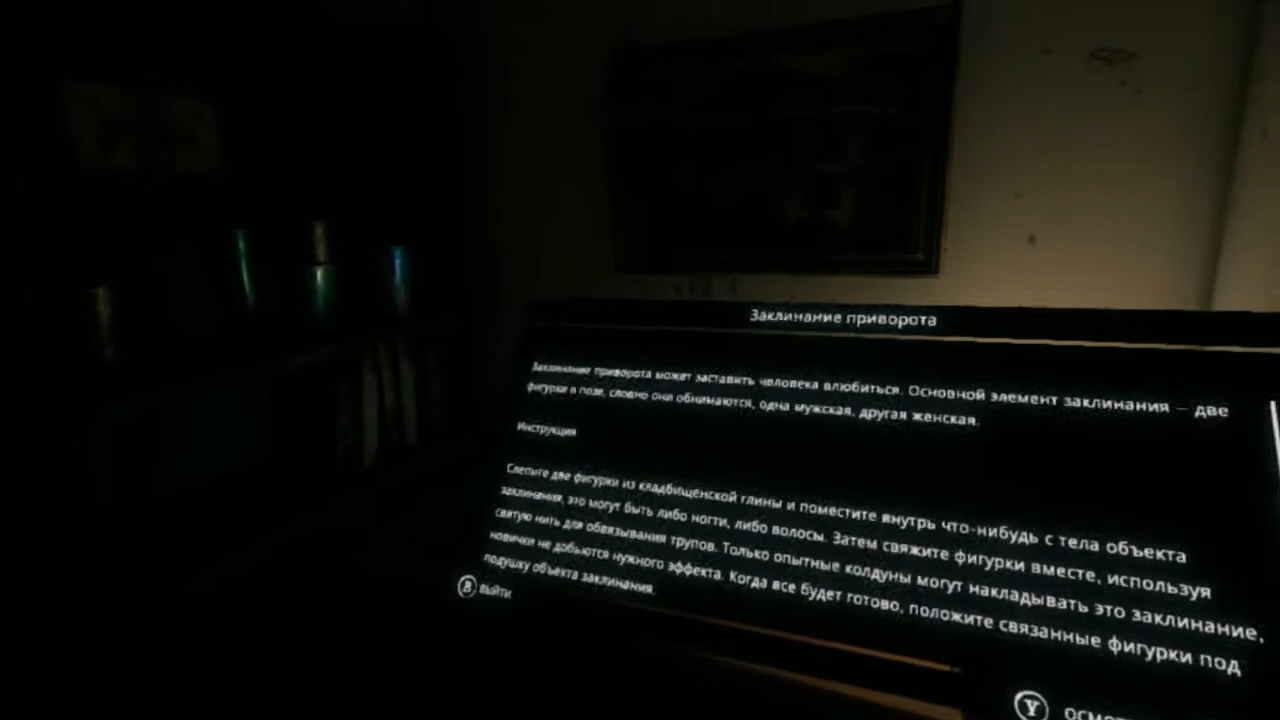 Заклинание приворота
Заклинание приворота может заставить человека влюбиться. Основной элемент заклинания — две
фигурки в позе, словно они обнимаются, одна мужская, другая женская.
Инструкция
Слепите две фигурки из кладбищенской глины и поместите внутрь что-нибудь с тела объекта
заклинания, это могут быть либо ногти, либо волосы. Затем свяжите фигурки вместе, используя
святую нить для обвязывания трупов. Только опытные колдуны могут накладывать это заклинание,
новички не добьются нужного эффекта. Когда все будет готово, положите связанные фигурки под
подушку объекта заклинания.
B выйти
Y